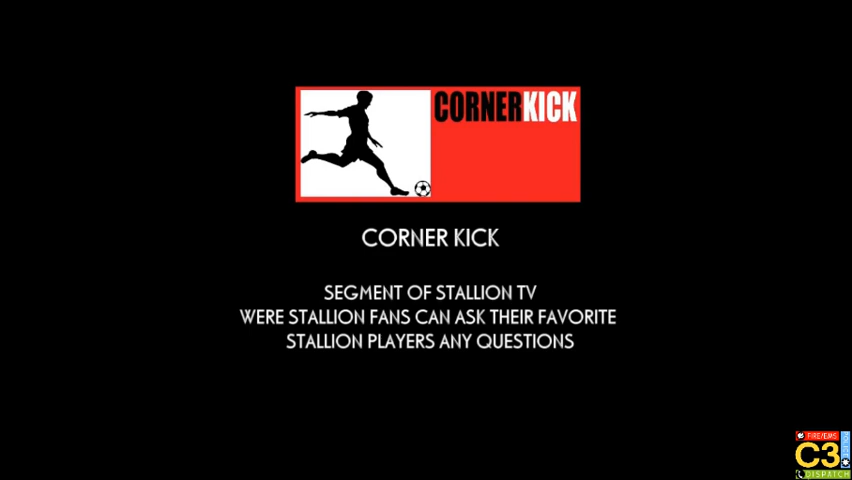 CORNERKICK
CORNER KICK
SEGMENT OF STALLION TV
WERE STALLION FANS CAN ASK THEIR FAVORITE
STALLION PLAYERS ANY QUESTIONS
FIRE/EMS
POLICE
C3
DISPATCH